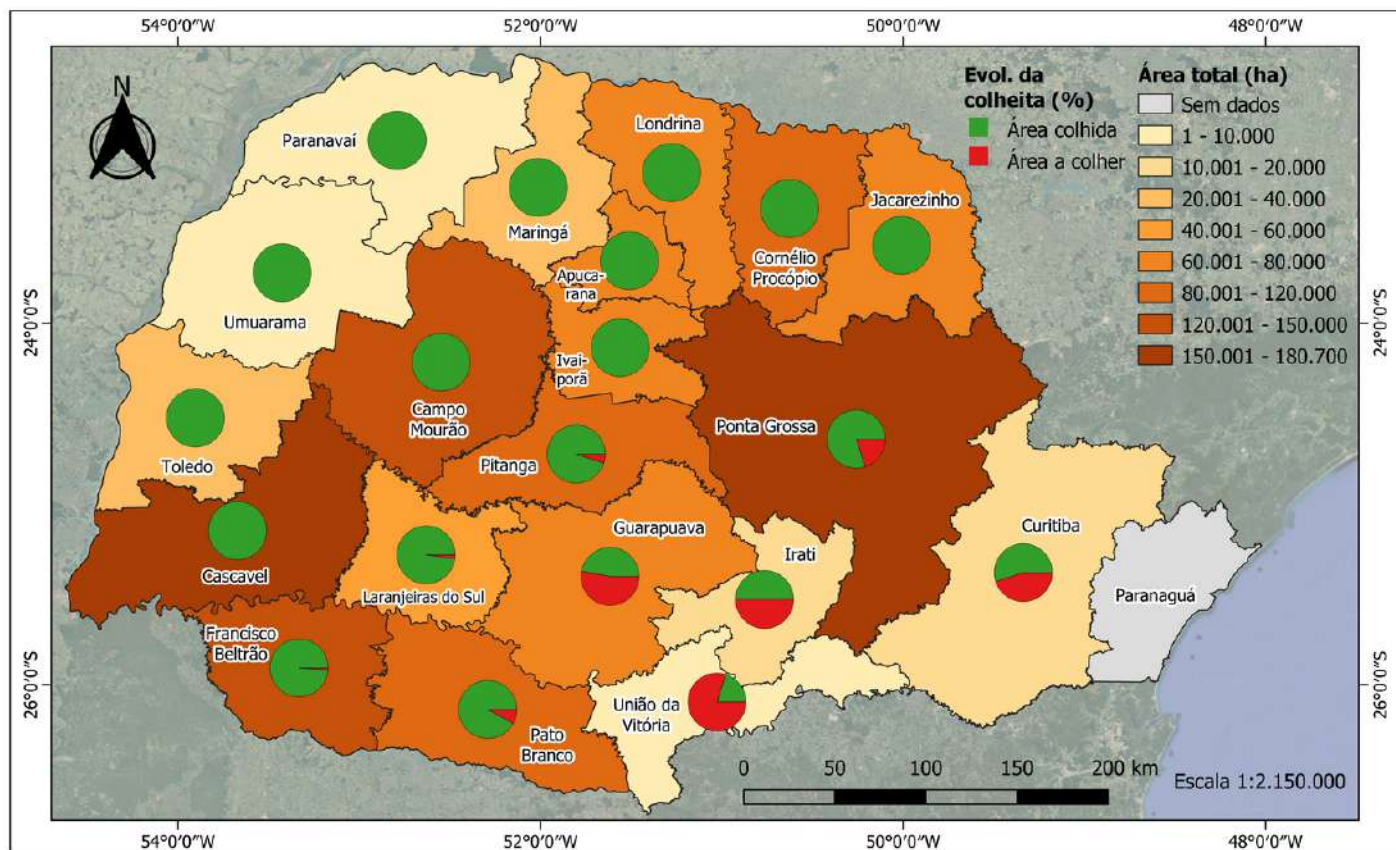 54°0'0"W
52°0'0"W
50°0'0"W
48°0'0"W
N
Evol. da
colheita (%)
Área colhida
Área a colher
Área total (ha)
Sem dados
1 - 10.000
10.001 - 20.000
20.001 - 40.000
40.001 - 60.000
60.001 - 80.000
80.001 - 120.000
120.001 - 150.000
150.001 - 180.700
Paranavaí
Londrina
Maringá
Jacarezinho
Cornélio
Procópio
Apuca-
rana
24°0'0"S
24°0'0"S
Umuarama
Ivai-
porã
Campo
Mourão
Ponta Grossa
Toledo
Pitanga
Guarapuava
Curitiba
Irati
Cascavel
Laranjeiras do Sul
Paranaguá
Francisco
Beltrão
26°0'0"S
26°0'0"S
União da
Vitória
Pato
Branco
0
50
100
150
200 km
Escala 1:2.150.000
54°0'0"W
52°0'0"W
50°0'0"W
48°0'0"W